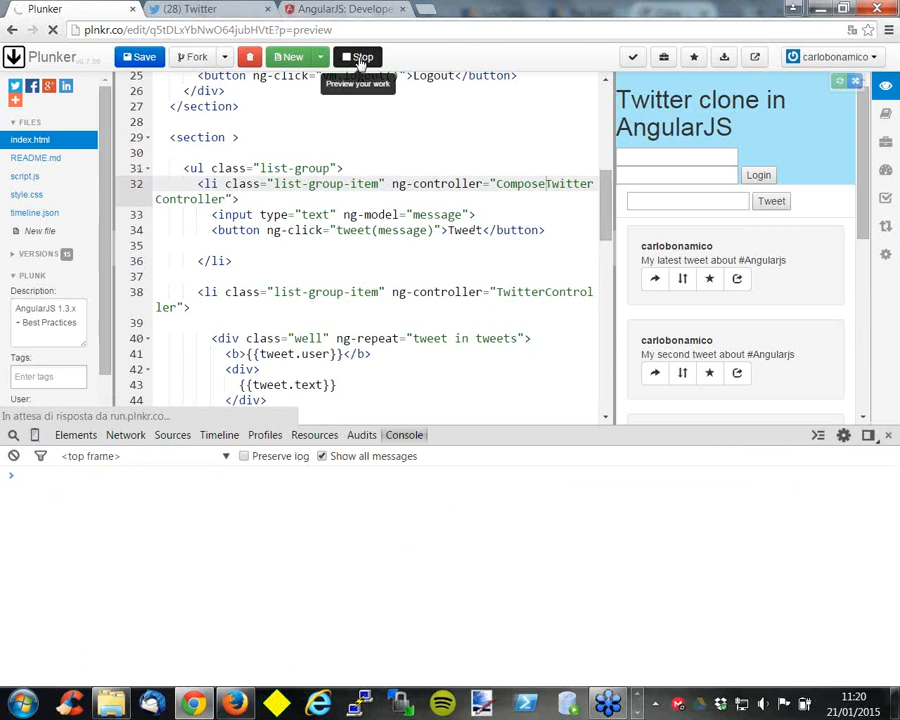 Plunker
(28) Twitter
AngularJS: Develope
plnkr.co/edit/q5tDLxYbNwO64jubHVtE?p=preview
Plunker v0.7.86
Save
Fork
New
Stop
carlobonamico
Preview your work
FILES
index.html
README.md
script.js
style.css
timeline.json
New file
VERSIONS 15
PLUNK
Description:
AngularJS 1.3.x
- Best Practices
Tags:
Enter tags
User:
25 <button ng-click="vm.logout()">Logout</button>
26 </div>
27 </section>
28
29 <section >
30
31 <ul class="list-group">
32 <li class="list-group-item" ng-controller="ComposeTwitter
Controller">
33 <input type="text" ng-model="message">
34 <button ng-click="tweet(message)">Tweet</button>
35
36 </li>
37
38 <li class="list-group-item" ng-controller="TwitterControl
ler">
39
40 <div class="well" ng-repeat="tweet in tweets">
41 <b>{{tweet.user}}</b>
42 <div>
43 {{tweet.text}}
44 </div>
Twitter clone in
AngularJS
Login
Tweet
carlobonamico
My latest tweet about #Angularjs
carlobonamico
My second tweet about #Angularjs
In attesa di risposta da run.plnkr.co...
Elements Network Sources Timeline Profiles Resources Audits Console
<top frame>
Preserve log
Show all messages
11:20
21/01/2015